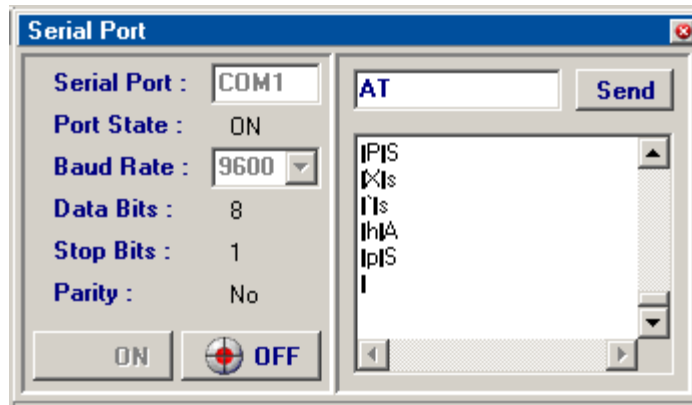 Serial Port
Serial Port : COM1
Port State : ON
Baud Rate : 9600
Data Bits : 8
Stop Bits : 1
Parity : No
ON OFF
AT Send
|P|S
|X|s
|`|s
|h|A
|p|S
|